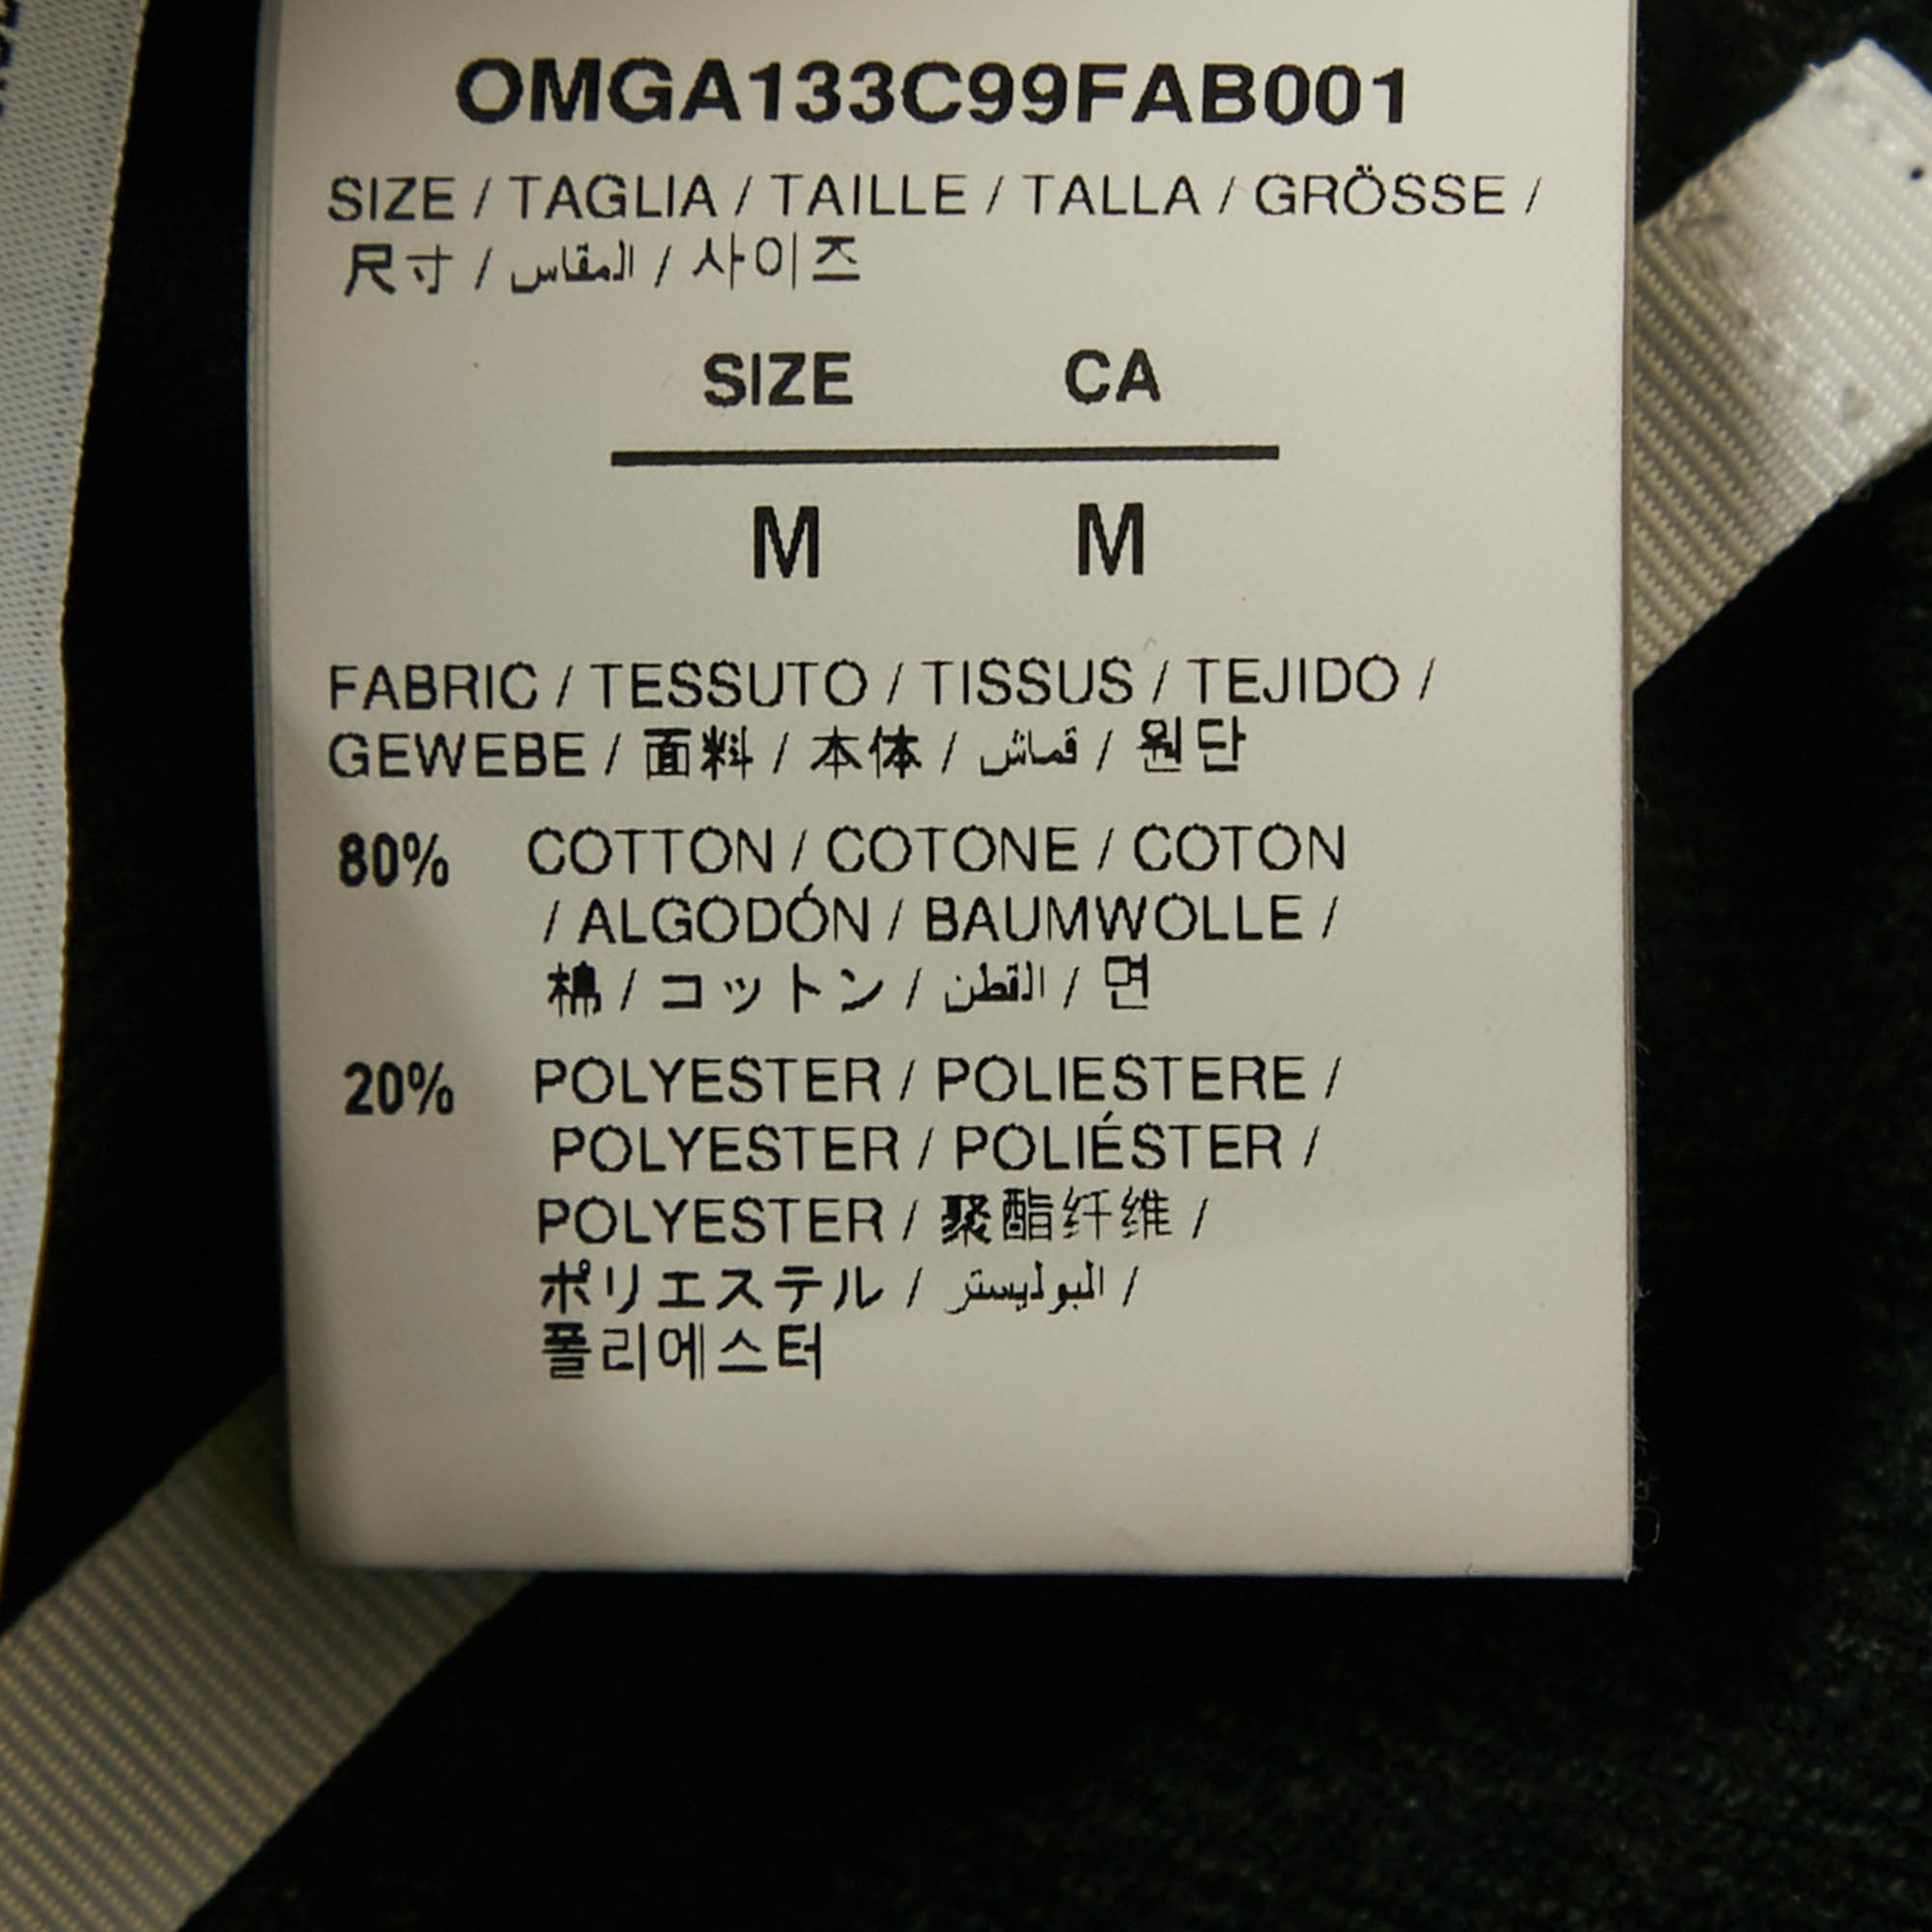 OMGA133C99FAB001
SIZE / TAGLIA / TAILLE / TALLA / GRÖSSE /
尺寸 / المقاس / 사이즈
SIZE CA
M M
FABRIC / TESSUTO / TISSUS / TEJIDO /
GEWEBE / 面料 / 本体 / قماش / 원단
80% COTTON / COTONE / COTON
/ ALGODÓN / BAUMWOLLE /
棉 / コットン / القطن / 면
20% POLYESTER / POLIESTERE /
POLYESTER / POLIÉSTER /
POLYESTER / 聚酯纤维 /
ポリエステル / البوليستر /
폴리에스터